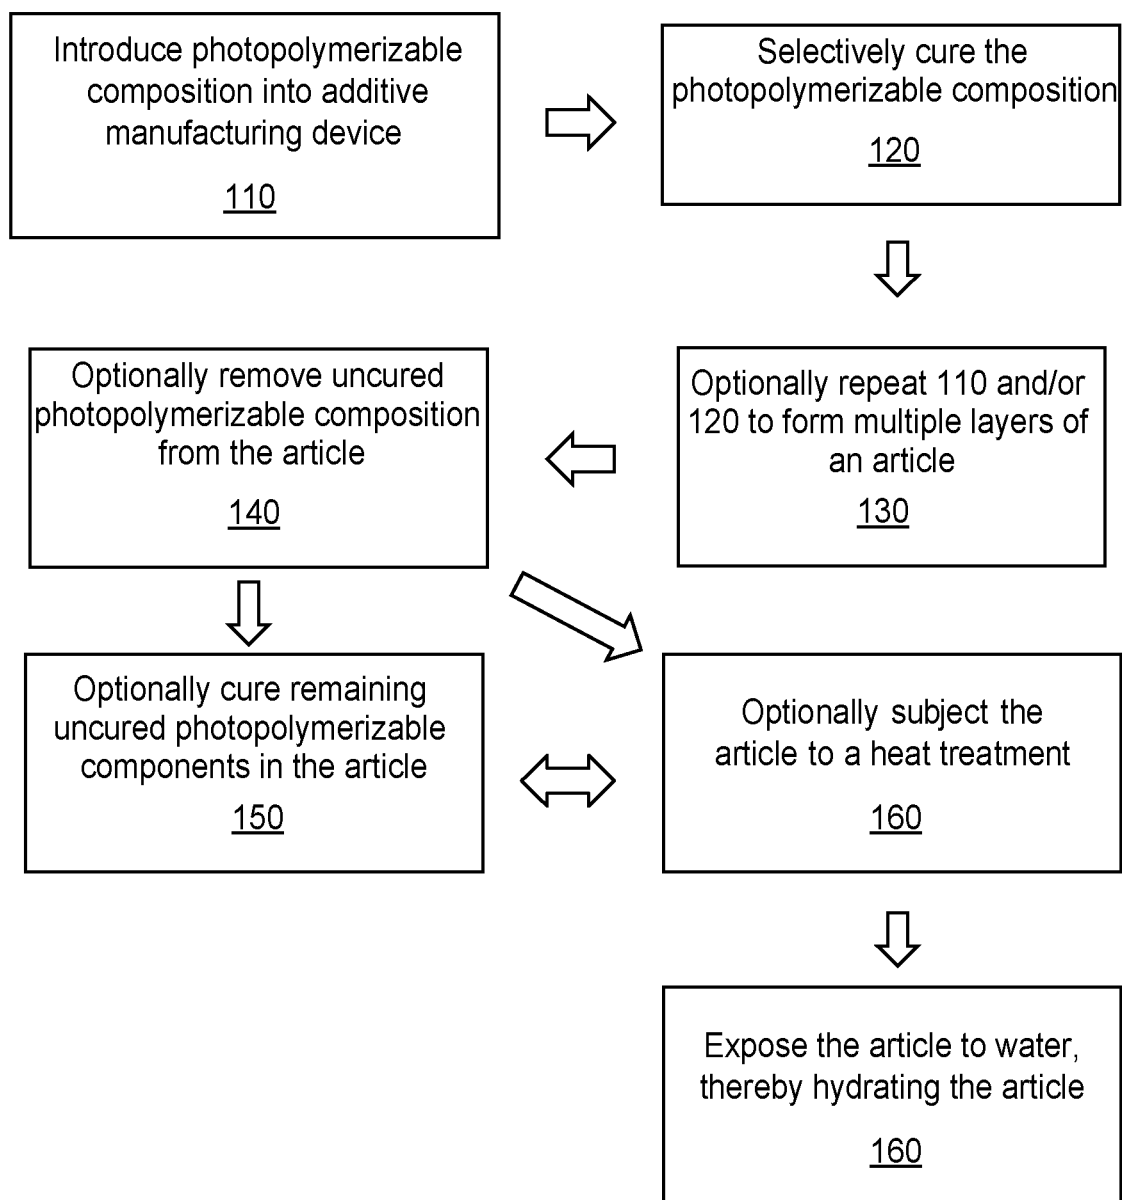 Introduce photopolymerizable
composition into additive
manufacturing device
110
Selectively cure the
photopolymerizable composition
120
Optionally repeat 110 and/or
120 to form multiple layers of
an article
130
Optionally remove uncured
photopolymerizable composition
from the article
140
Optionally cure remaining
uncured photopolymerizable
components in the article
150
Optionally subject the
article to a heat treatment
160
Expose the article to water,
thereby hydrating the article
160